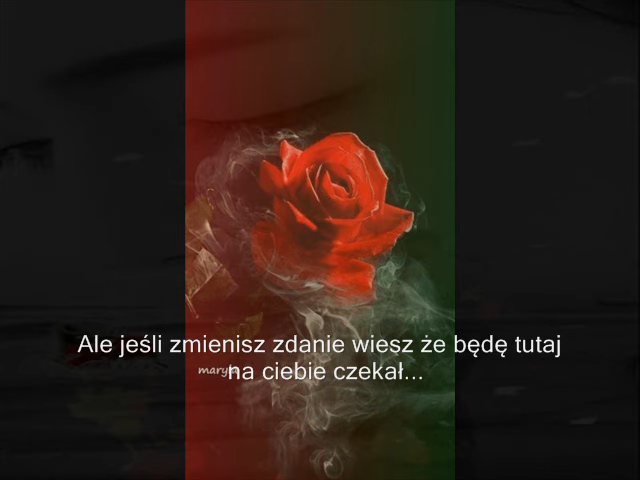 Ale jeśli zmienisz zdanie wiesz że będę tutaj
na ciebie czekał...